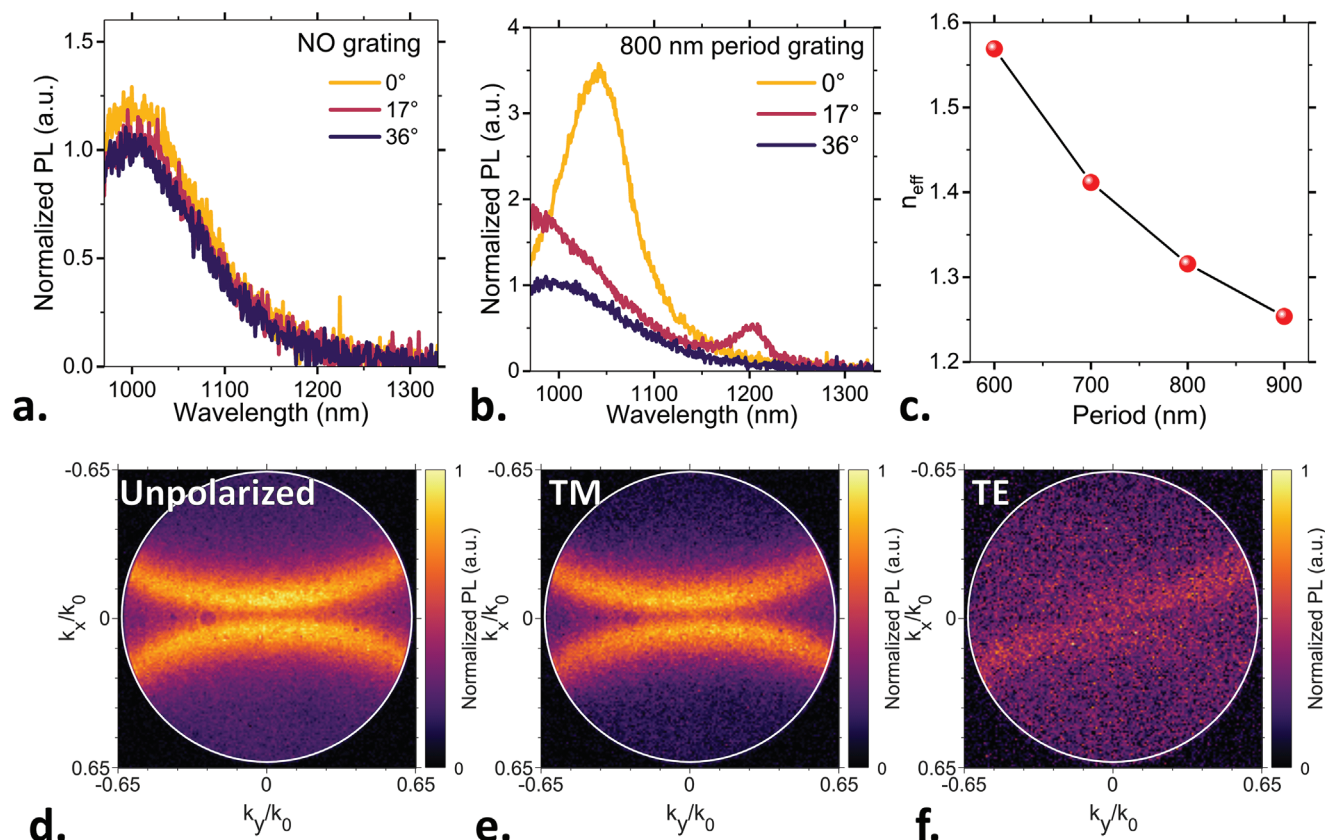 NO grating
0°
17°
36°
Normalized PL (a.u.)
1.5
1.0
0.5
0.0
1000 1100 1200 1300
Wavelength (nm)
a.
800 nm period grating
0°
17°
36°
Normalized PL (a.u.)
4
3
2
1
0
1000 1100 1200 1300
Wavelength (nm)
b.
n_eff
1.6
1.5
1.4
1.3
1.2
600 700 800 900
Period (nm)
c.
Unpolarized
-0.65
0
0.65
k_x/k_0
-0.65 0 0.65
k_y/k_0
1
0
Normalized PL (a.u.)
d.
TM
-0.65
0
0.65
k_x/k_0
-0.65 0 0.65
k_y/k_0
1
0
Normalized PL (a.u.)
e.
TE
-0.65
0
0.65
k_x/k_0
-0.65 0 0.65
k_y/k_0
1
0
Normalized PL (a.u.)
f.